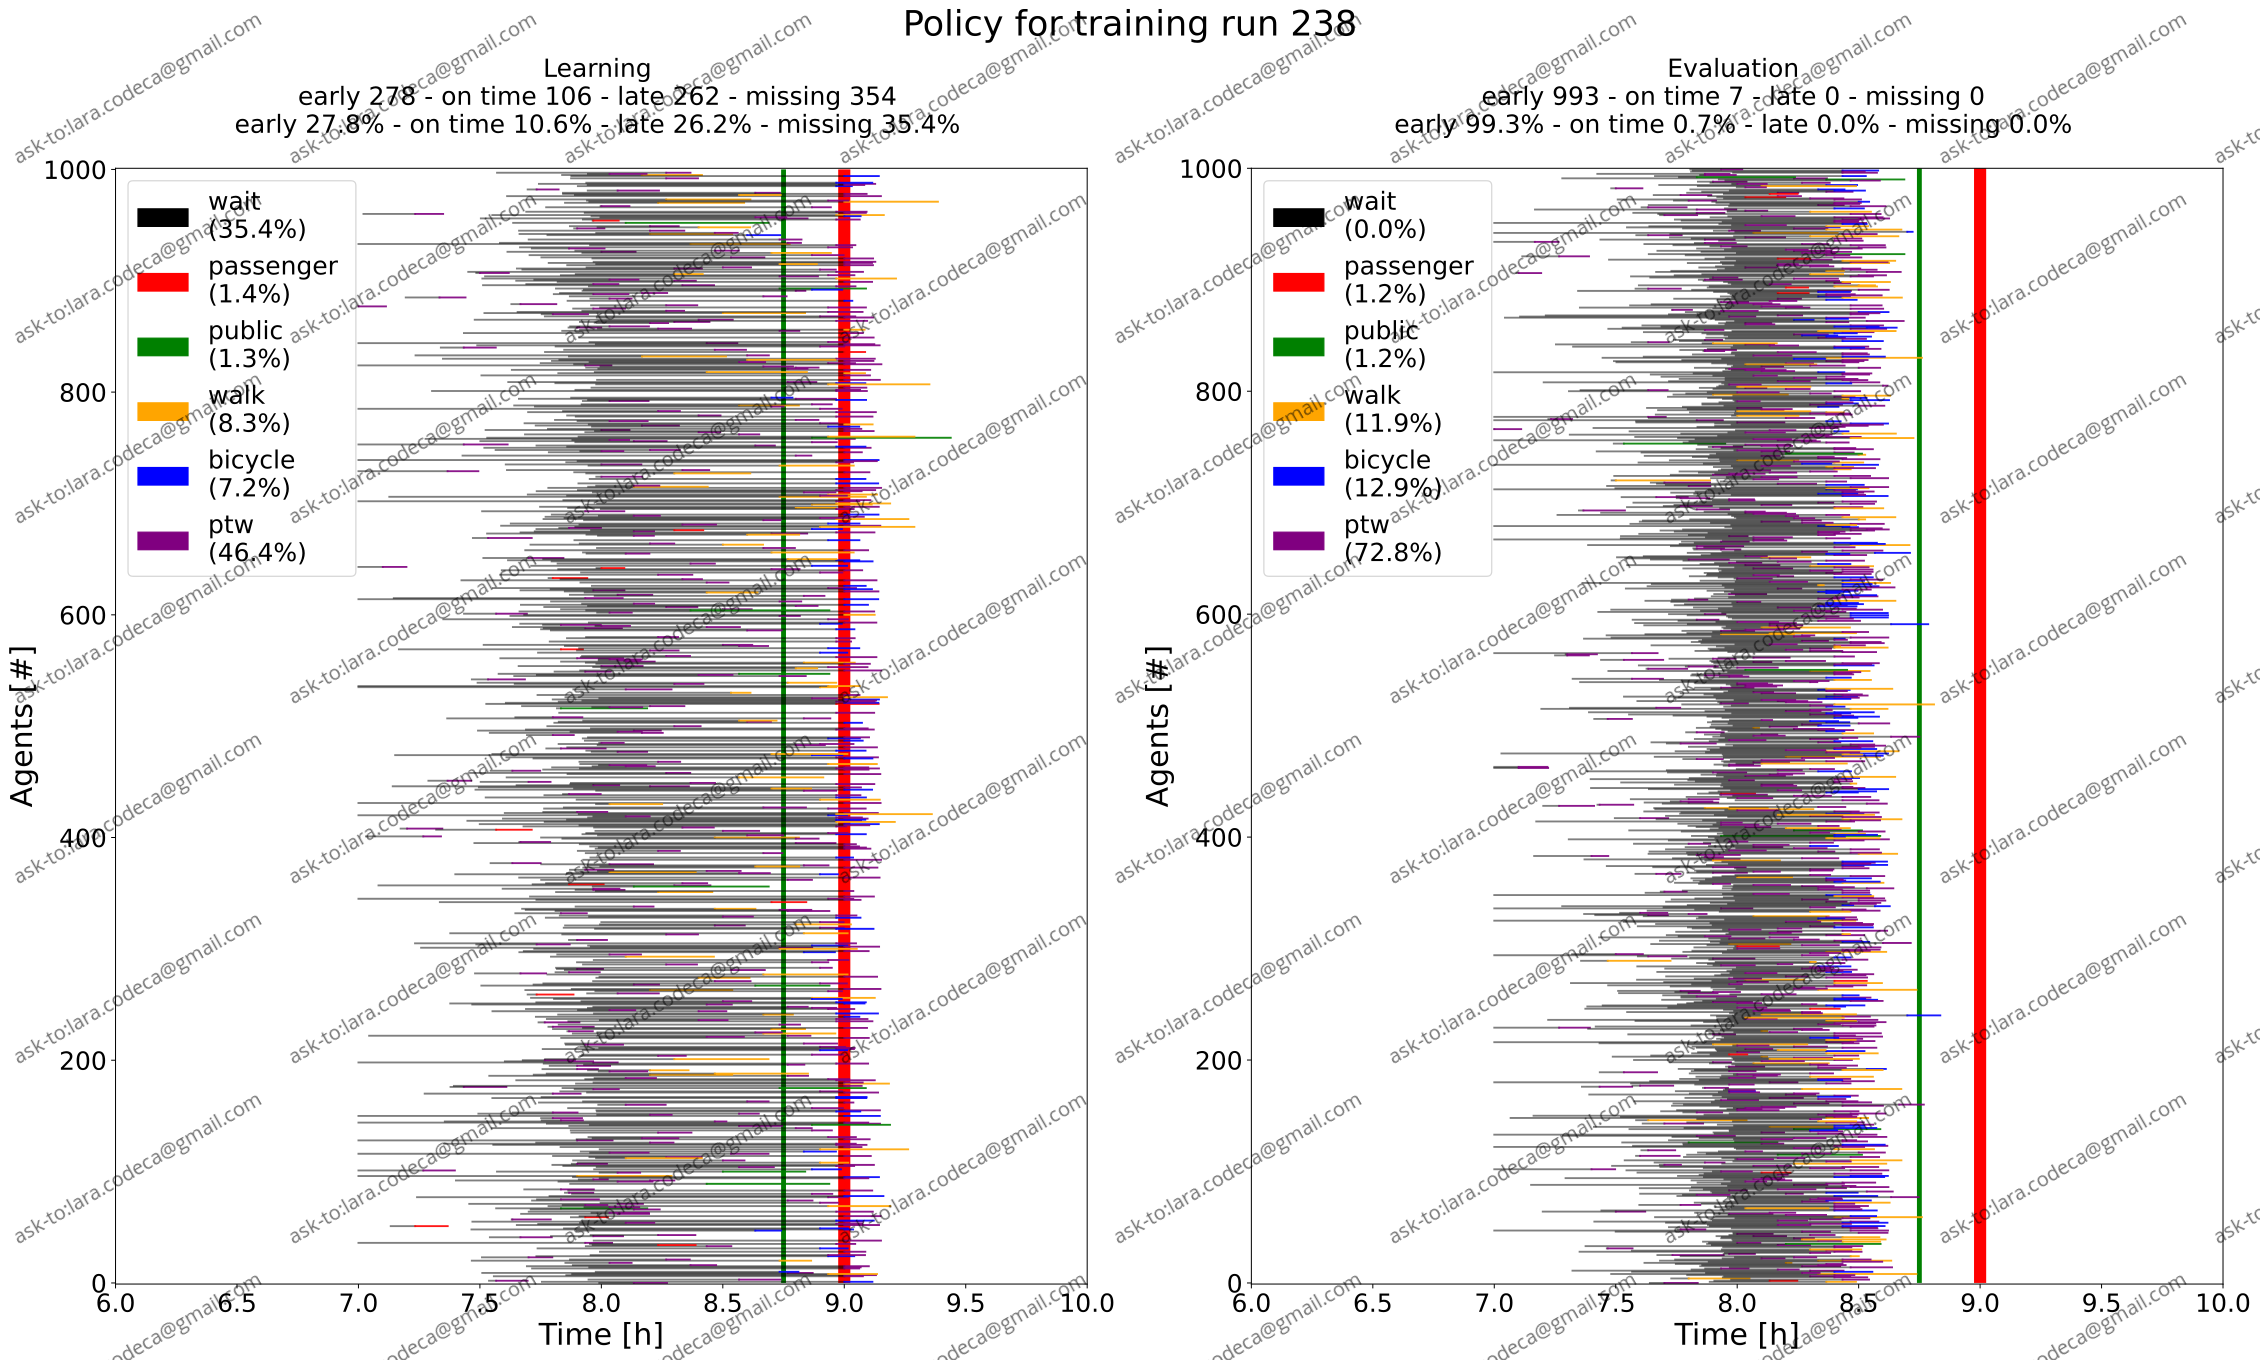 Policy for training run 238
Learning
early 278 - on time 106 - late 262 - missing 354
early 27.8% - on time 10.6% - late 26.2% - missing 35.4%
Evaluation
early 993 - on time 7 - late 0 - missing 0
early 99.3% - on time 0.7% - late 0.0% - missing 0.0%
wait
(35.4%)
passenger
(1.4%)
public
(1.3%)
walk
(8.3%)
bicycle
(7.2%)
ptw
(46.4%)
1000
800
600
400
200
0
Agents [#]
6.0 6.5 7.0 7.5 8.0 8.5 9.0 9.5 10.0
Time [h]
wait
(0.0%)
passenger
(1.2%)
public
(1.2%)
walk
(11.9%)
bicycle
(12.9%)
ptw
(72.8%)
1000
800
600
400
200
0
Agents [#]
6.0 6.5 7.0 7.5 8.0 8.5 9.0 9.5 10.0
Time [h]
ask-to:lara.codeca@gmail.com